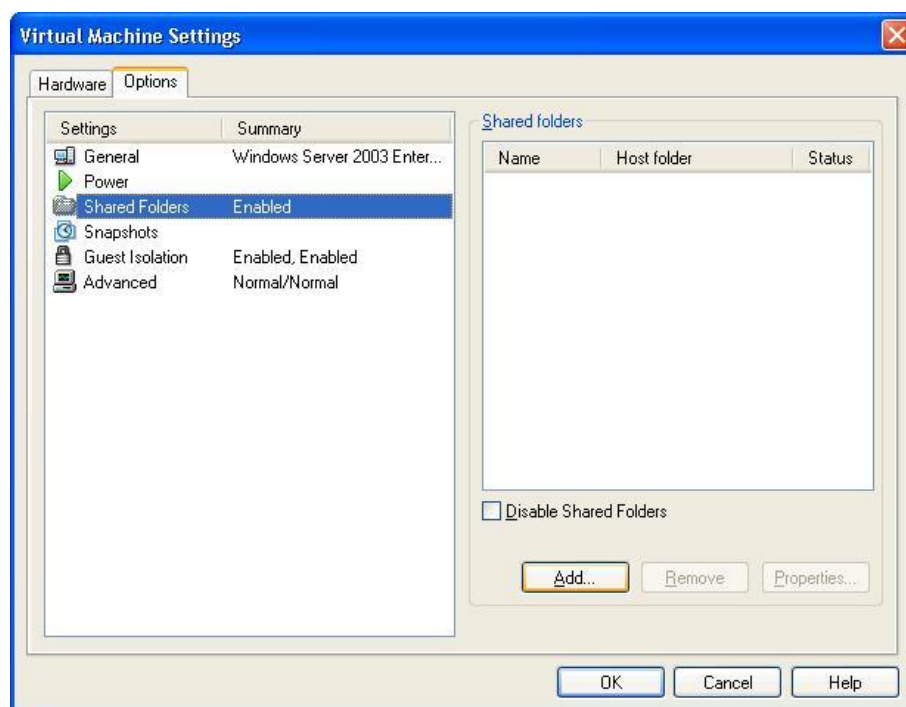 Virtual Machine Settings
Hardware Options
Settings Summary
General Windows Server 2003 Enter...
Power
Shared Folders Enabled
Snapshots
Guest Isolation Enabled, Enabled
Advanced Normal/Normal
Shared folders
Name Host folder Status
Disable Shared Folders
Add... Remove Properties...
OK Cancel Help